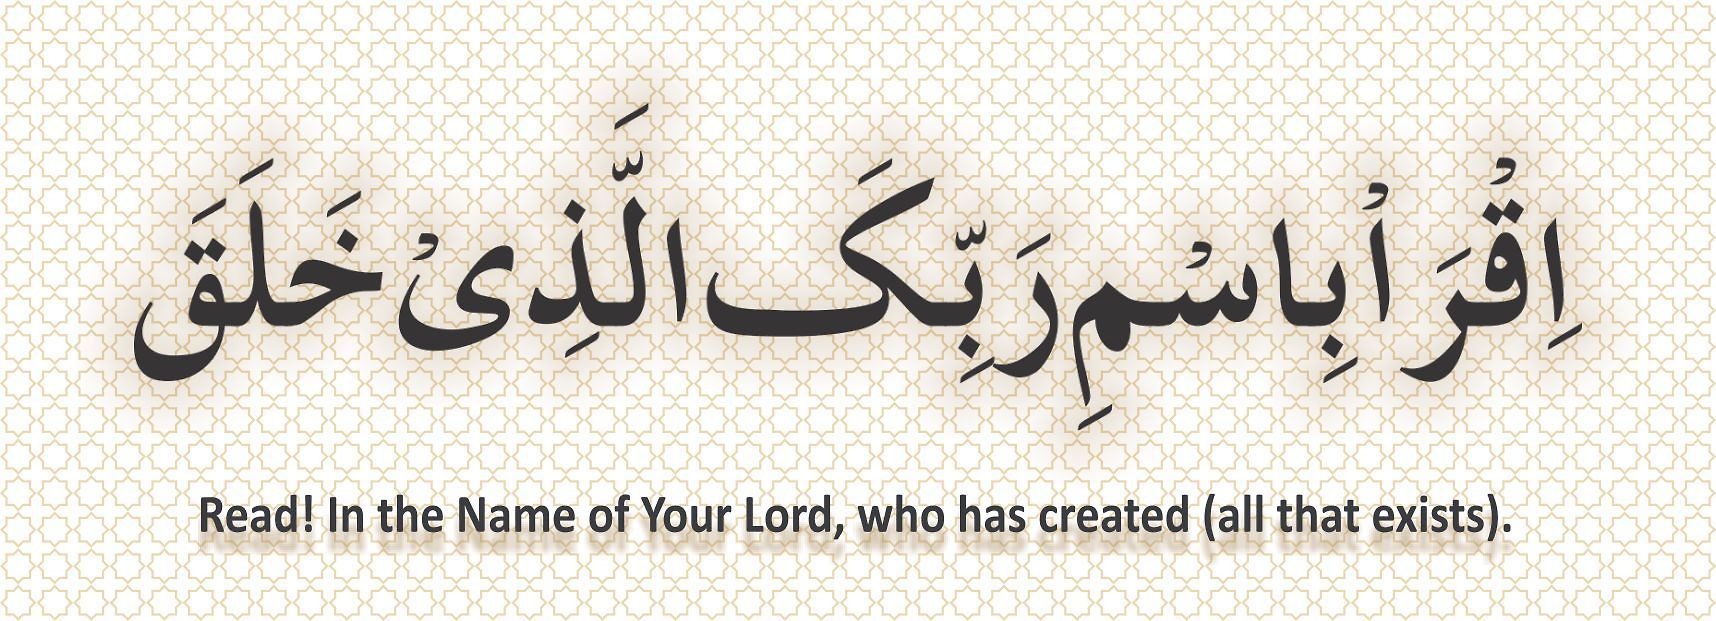 اِقْرَاْ بِاسْمِ رَبِّکَ الَّذِیْ خَلَقَ
Read! In the Name of Your Lord, who has created (all that exists).